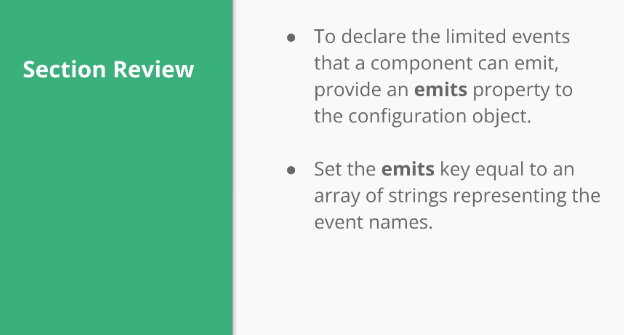 Section Review
● To declare the limited events
that a component can emit,
provide an emits property to
the configuration object.
● Set the emits key equal to an
array of strings representing the
event names.